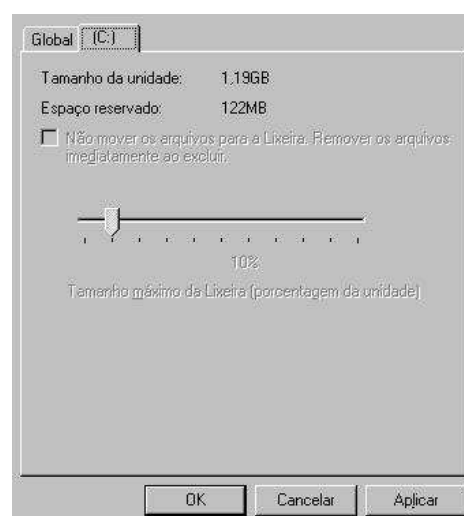 Global (C:)
Tamanho da unidade: 1,19GB
Espaço reservado: 122MB
Não mover os arquivos para a Lixeira. Remover os arquivos
imediatamente ao excluir.
10%
Tamanho máximo da Lixeira (porcentagem da unidade)
OK Cancelar Aplicar